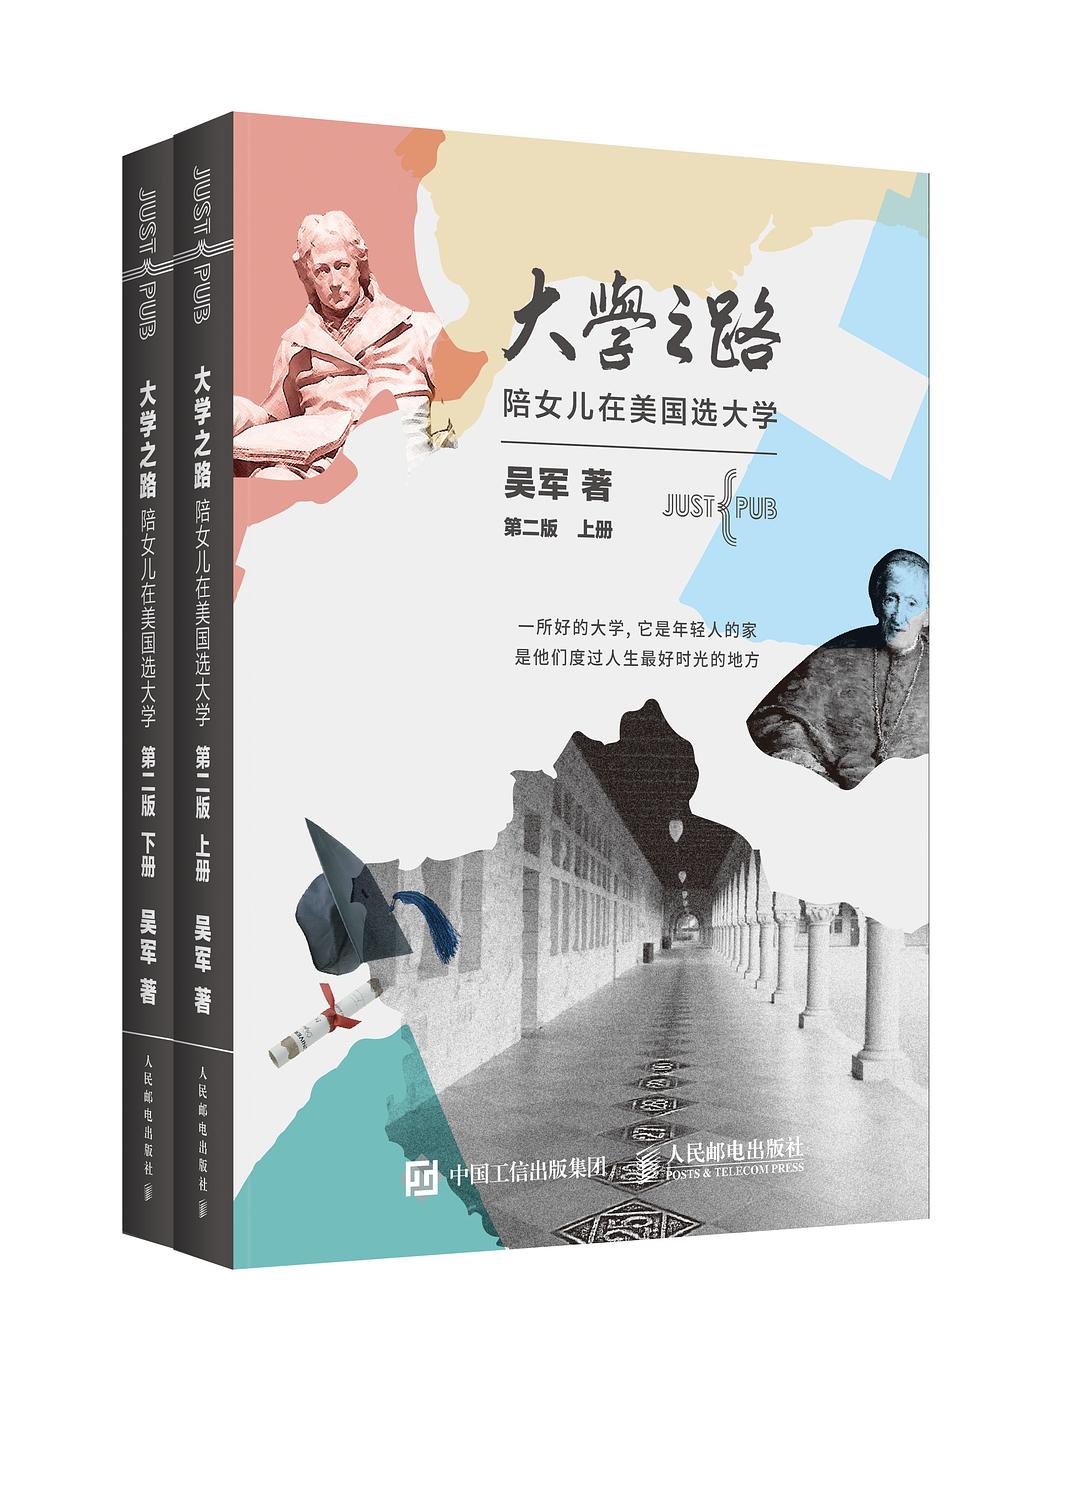 大學之路
陪女儿在美国选大学
吴军 著
JUST PUB
第二版 上册
一所好的大学, 它是年轻人的家
是他们度过人生最好时光的地方
中国工信出版集团
人民邮电出版社
POSTS & TELECOM PRESS
JUST PUB
大学之路 陪女儿在美国选大学 第二版 上册 吴军 著
人民邮电出版社
JUST PUB
大学之路 陪女儿在美国选大学 第二版 下册 吴军 著
人民邮电出版社